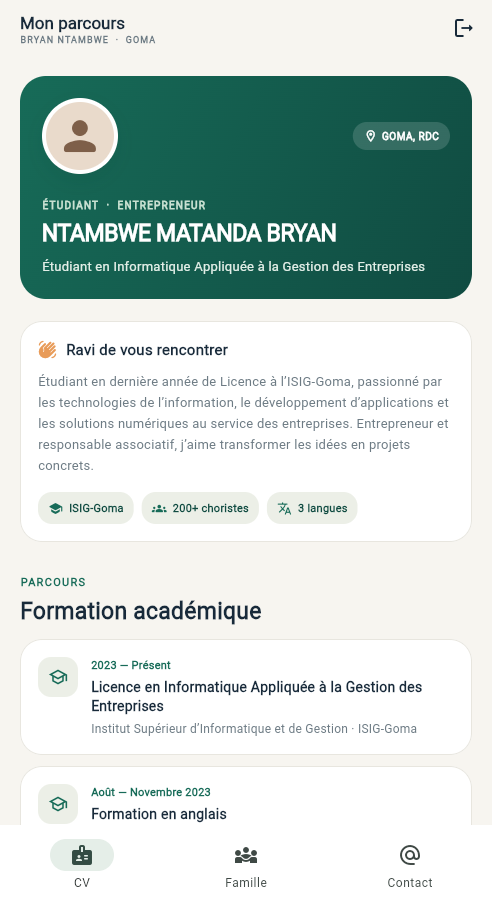 Mon parcours
BRYAN NTAMBWE · GOMA
GOMA, RDC
ÉTUDIANT · ENTREPRENEUR
NTAMBWE MATANDA BRYAN
Étudiant en Informatique Appliquée à la Gestion des Entreprises
Ravi de vous rencontrer
Étudiant en dernière année de Licence à l’ISIG-Goma, passionné par
les technologies de l’information, le développement d’applications et
les solutions numériques au service des entreprises. Entrepreneur et
responsable associatif, j’aime transformer les idées en projets
concrets.
ISIG-Goma
200+ choristes
3 langues
PARCOURS
Formation académique
2023 — Présent
Licence en Informatique Appliquée à la Gestion des
Entreprises
Institut Supérieur d’Informatique et de Gestion · ISIG-Goma
Août — Novembre 2023
Formation en anglais
CV
Famille
Contact